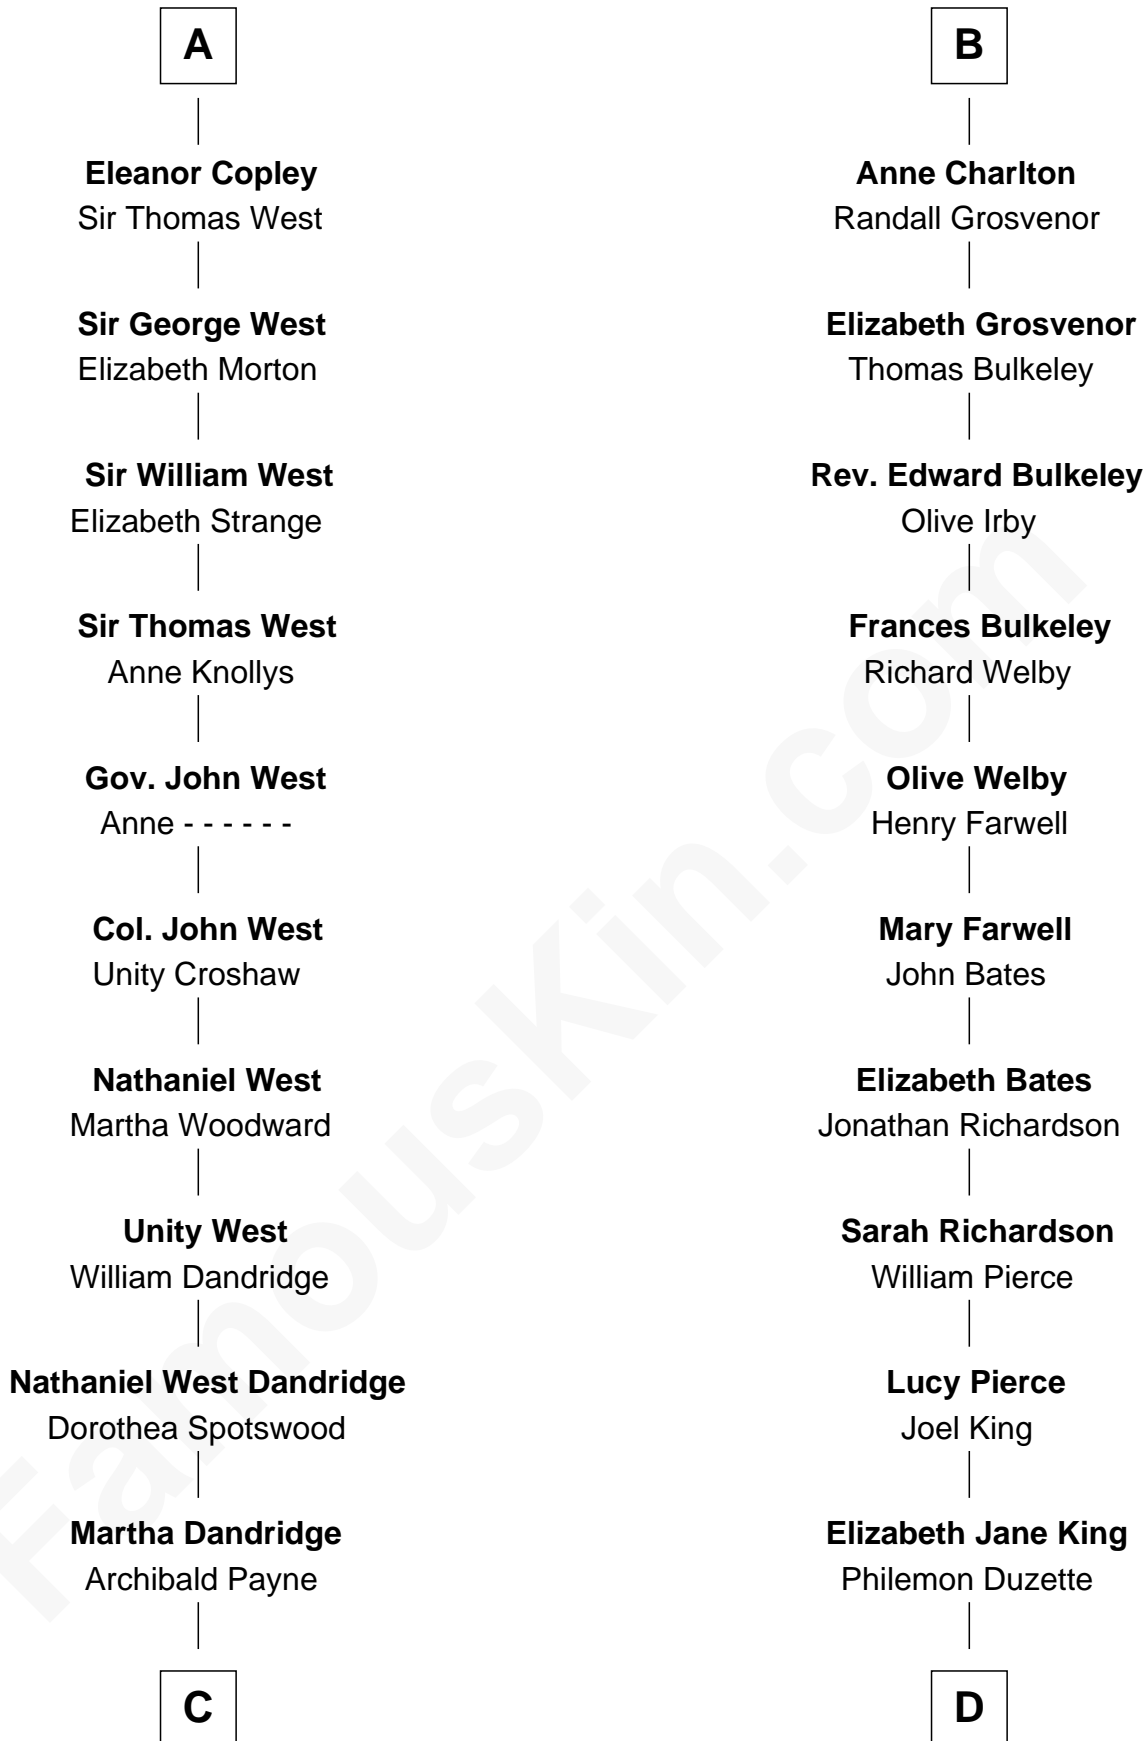 A
Eleanor Copley
Sir Thomas West
Sir George West
Elizabeth Morton
Sir William West
Elizabeth Strange
Sir Thomas West
Anne Knollys
Gov. John West
Anne - - - - - -
Col. John West
Unity Croshaw
Nathaniel West
Martha Woodward
Unity West
William Dandridge
Nathaniel West Dandridge
Dorothea Spotswood
Martha Dandridge
Archibald Payne
C
B
Anne Charlton
Randall Grosvenor
Elizabeth Grosvenor
Thomas Bulkeley
Rev. Edward Bulkeley
Olive Irby
Frances Bulkeley
Richard Welby
Olive Welby
Henry Farwell
Mary Farwell
John Bates
Elizabeth Bates
Jonathan Richardson
Sarah Richardson
William Pierce
Lucy Pierce
Joel King
Elizabeth Jane King
Philemon Duzette
D
FamousKin.com